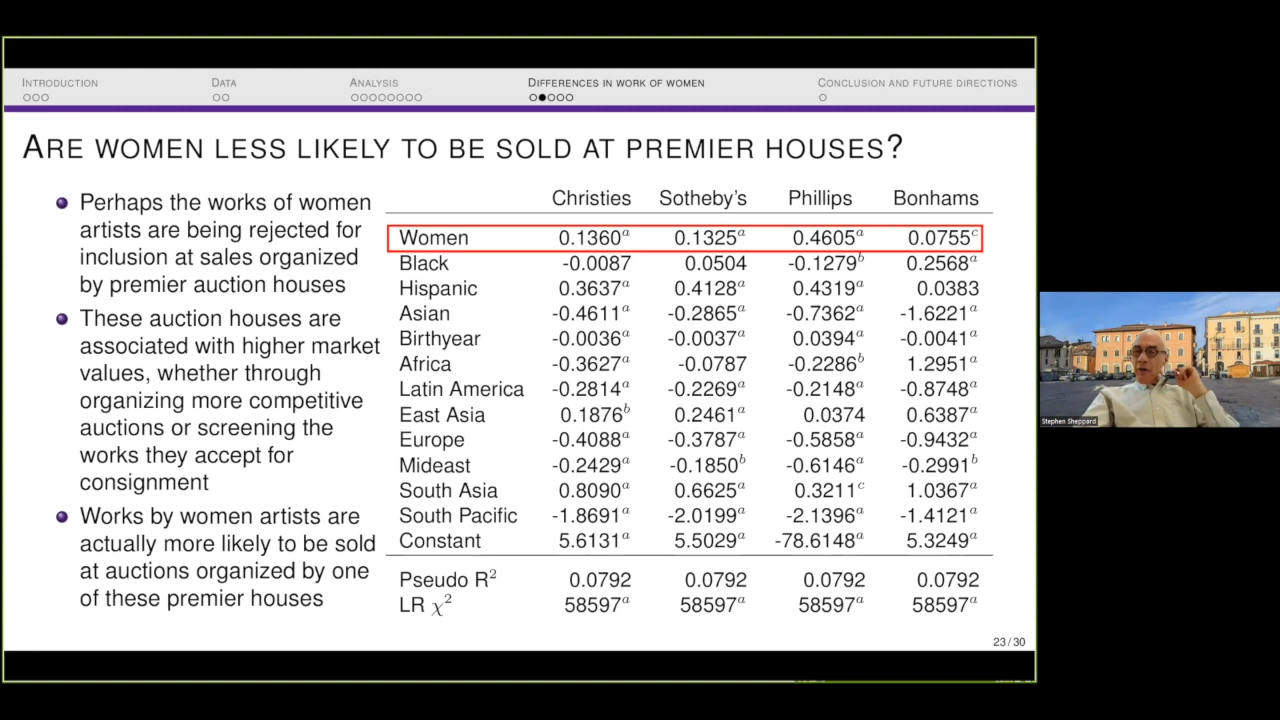 INTRODUCTION DATA ANALYSIS DIFFERENCES IN WORK OF WOMEN CONCLUSION AND FUTURE DIRECTIONS
ARE WOMEN LESS LIKELY TO BE SOLD AT PREMIER HOUSES?
Perhaps the works of women
artists are being rejected for
inclusion at sales organized
by premier auction houses
These auction houses are
associated with higher market
values, whether through
organizing more competitive
auctions or screening the
works they accept for
consignment
Works by women artists are
actually more likely to be sold
at auctions organized by one
of these premier houses
Christies Sotheby's Phillips Bonhams
Women 0.1360a 0.1325a 0.4605a 0.0755c
Black -0.0087 0.0504 -0.1279b 0.2568a
Hispanic 0.3637a 0.4128a 0.4319a 0.0383
Asian -0.4611a -0.2865a -0.7362a -1.6221a
Birthyear -0.0036a -0.0037a 0.0394a -0.0041a
Africa -0.3627a -0.0787 -0.2286b 1.2951a
Latin America -0.2814a -0.2269a -0.2148a -0.8748a
East Asia 0.1876b 0.2461a 0.0374 0.6387a
Europe -0.4088a -0.3787a -0.5858a -0.9432a
Mideast -0.2429a -0.1850b -0.6146a -0.2991b
South Asia 0.8090a 0.6625a 0.3211c 1.0367a
South Pacific -1.8691a -2.0199a -2.1396a -1.4121a
Constant 5.6131a 5.5029a -78.6148a 5.3249a
Pseudo R2 0.0792 0.0792 0.0792 0.0792
LR χ2 58597a 58597a 58597a 58597a
23 / 30
Stephen Sheppard